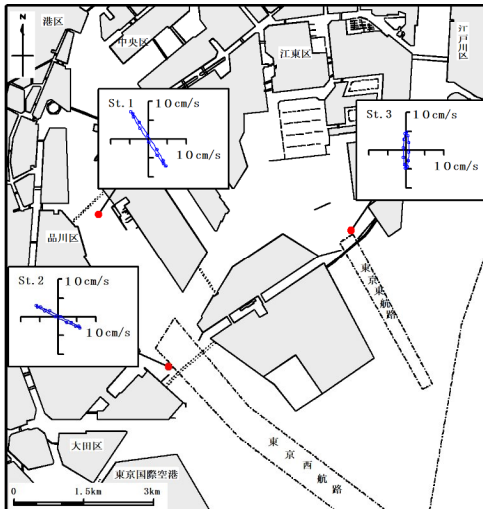 港区
N
中央区
江東区
江戸川区
St.1
10cm/s
10cm/s
St.3
10cm/s
10cm/s
品川区
St.2
10cm/s
10cm/s
東京東航路
東京西航路
大田区
東京国際空港
0
1.5km
3km